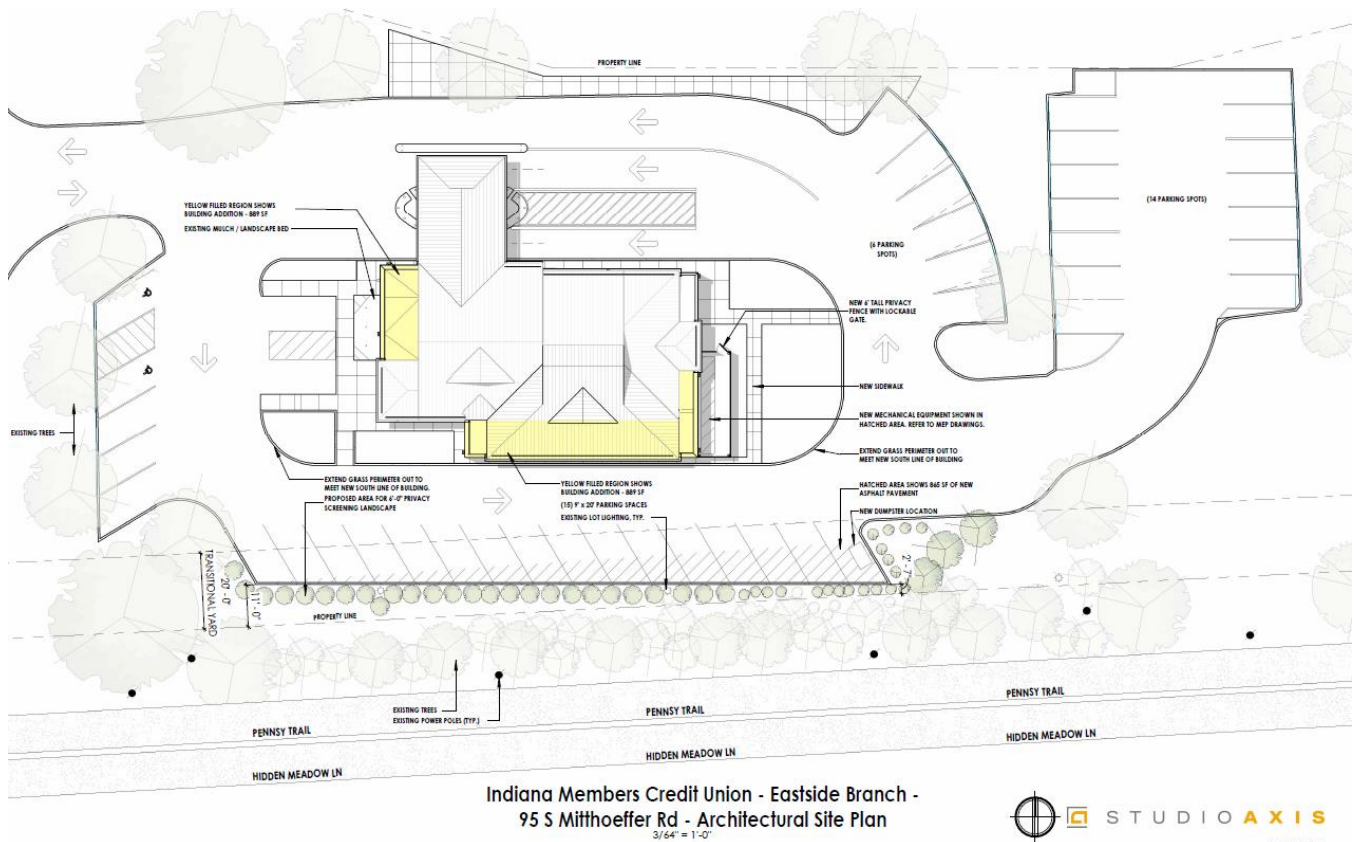 PROPERTY LINE
YELLOW FILLED REGION SHOWS
BUILDING ADDITION - 889 SF
EXISTING MULCH / LANDSCAPE BED
(14 PARKING SPOTS)
(6 PARKING
SPOTS)
NEW 6' TALL PRIVACY
FENCE WITH LOCKABLE
GATE.
NEW SIDEWALK
NEW MECHANICAL EQUIPMENT SHOWN IN
HATCHED AREA. REFER TO MEP DRAWINGS.
EXISTING TREES
EXTEND GRASS PERIMETER OUT TO
MEET NEW SOUTH LINE OF BUILDING
EXTEND GRASS PERIMETER OUT TO
MEET NEW SOUTH LINE OF BUILDING.
PROPOSED AREA FOR 6'-0" PRIVACY
SCREENING LANDSCAPE
YELLOW FILLED REGION SHOWS
BUILDING ADDITION - 889 SF
(15) 9' x 20' PARKING SPACES
EXISTING LOT LIGHTING, TYP.
HATCHED AREA SHOWS 865 SF OF NEW
ASPHALT PAVEMENT
NEW DUMPSTER LOCATION
TRANSITIONAL YARD
20' - 0"
11' - 0"
2' - 7"
PROPERTY LINE
EXISTING TREES
EXISTING POWER POLES (TYP.)
PENNSY TRAIL
PENNSY TRAIL
PENNSY TRAIL
HIDDEN MEADOW LN
HIDDEN MEADOW LN
HIDDEN MEADOW LN
Indiana Members Credit Union - Eastside Branch -
95 S Mitthoeffer Rd - Architectural Site Plan
3/64" = 1'-0"
STUDIO AXIS